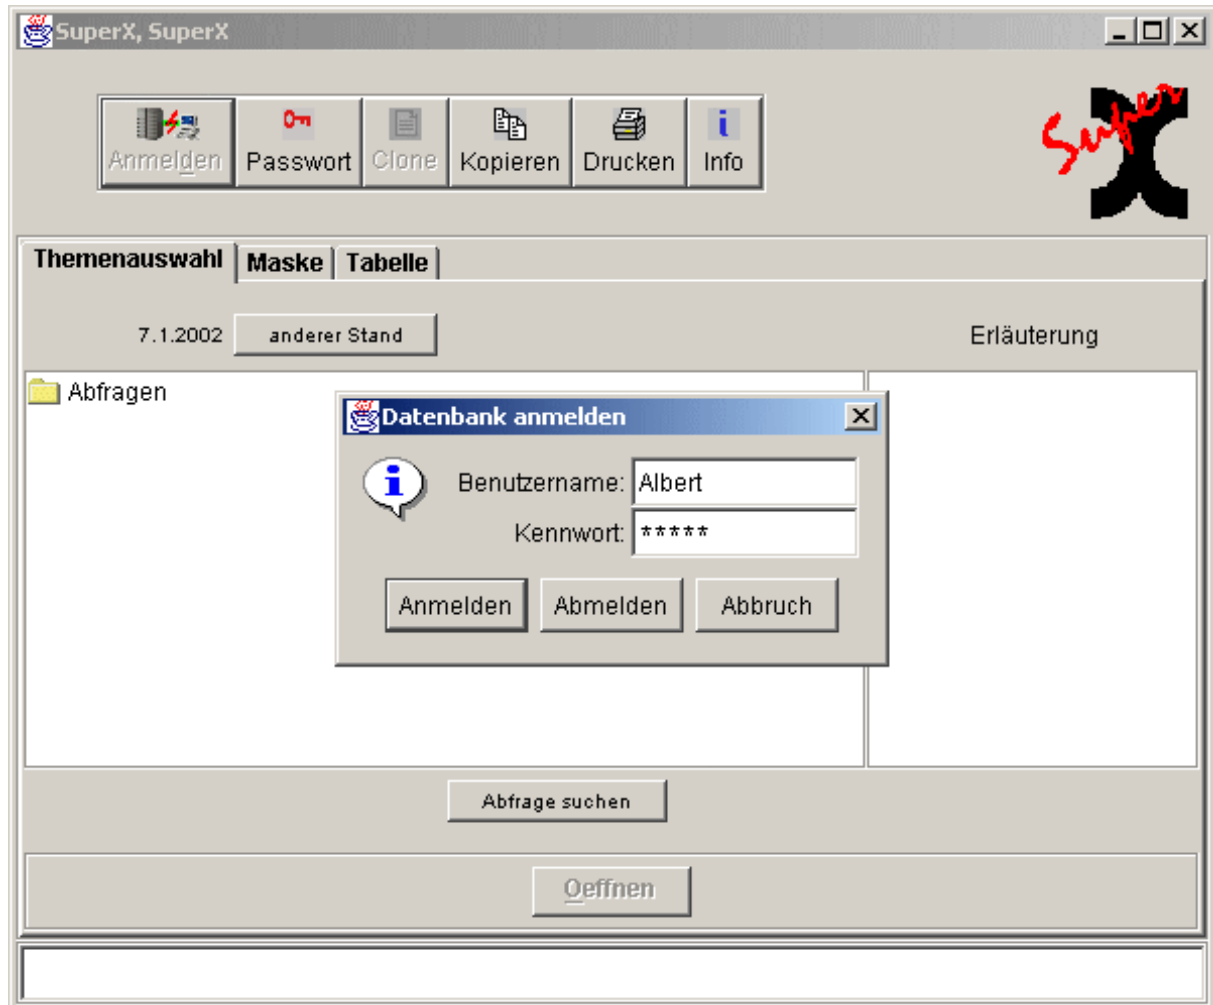 SuperX, SuperX
Anmelden Passwort Clone Kopieren Drucken Info
Super X
Themenauswahl Maske Tabelle
7.1.2002 anderer Stand Erläuterung
Abfragen
Datenbank anmelden
Benutzername: Albert
Kennwort: *****
Anmelden Abmelden Abbruch
Abfrage suchen
Oeffnen